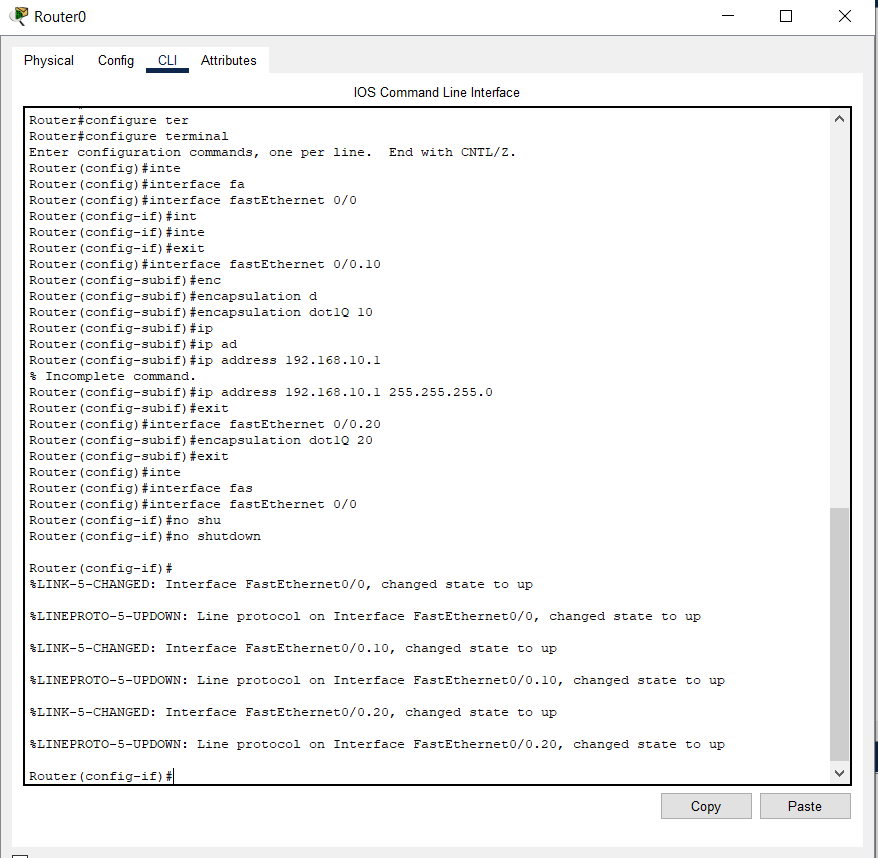 Router0
Physical Config CLI Attributes
IOS Command Line Interface
Router#configure ter
Router#configure terminal
Enter configuration commands, one per line.  End with CNTL/Z.
Router(config)#inte
Router(config)#interface fa
Router(config)#interface fastEthernet 0/0
Router(config-if)#int
Router(config-if)#inte
Router(config-if)#exit
Router(config)#interface fastEthernet 0/0.10
Router(config-subif)#enc
Router(config-subif)#encapsulation d
Router(config-subif)#encapsulation dot1Q 10
Router(config-subif)#ip
Router(config-subif)#ip ad
Router(config-subif)#ip address 192.168.10.1
% Incomplete command.
Router(config-subif)#ip address 192.168.10.1 255.255.255.0
Router(config-subif)#exit
Router(config)#interface fastEthernet 0/0.20
Router(config-subif)#encapsulation dot1Q 20
Router(config-subif)#exit
Router(config)#inte
Router(config)#interface fas
Router(config)#interface fastEthernet 0/0
Router(config-if)#no shu
Router(config-if)#no shutdown
Router(config-if)#
%LINK-5-CHANGED: Interface FastEthernet0/0, changed state to up
%LINEPROTO-5-UPDOWN: Line protocol on Interface FastEthernet0/0, changed state to up
%LINK-5-CHANGED: Interface FastEthernet0/0.10, changed state to up
%LINEPROTO-5-UPDOWN: Line protocol on Interface FastEthernet0/0.10, changed state to up
%LINK-5-CHANGED: Interface FastEthernet0/0.20, changed state to up
%LINEPROTO-5-UPDOWN: Line protocol on Interface FastEthernet0/0.20, changed state to up
Router(config-if)#
Copy Paste